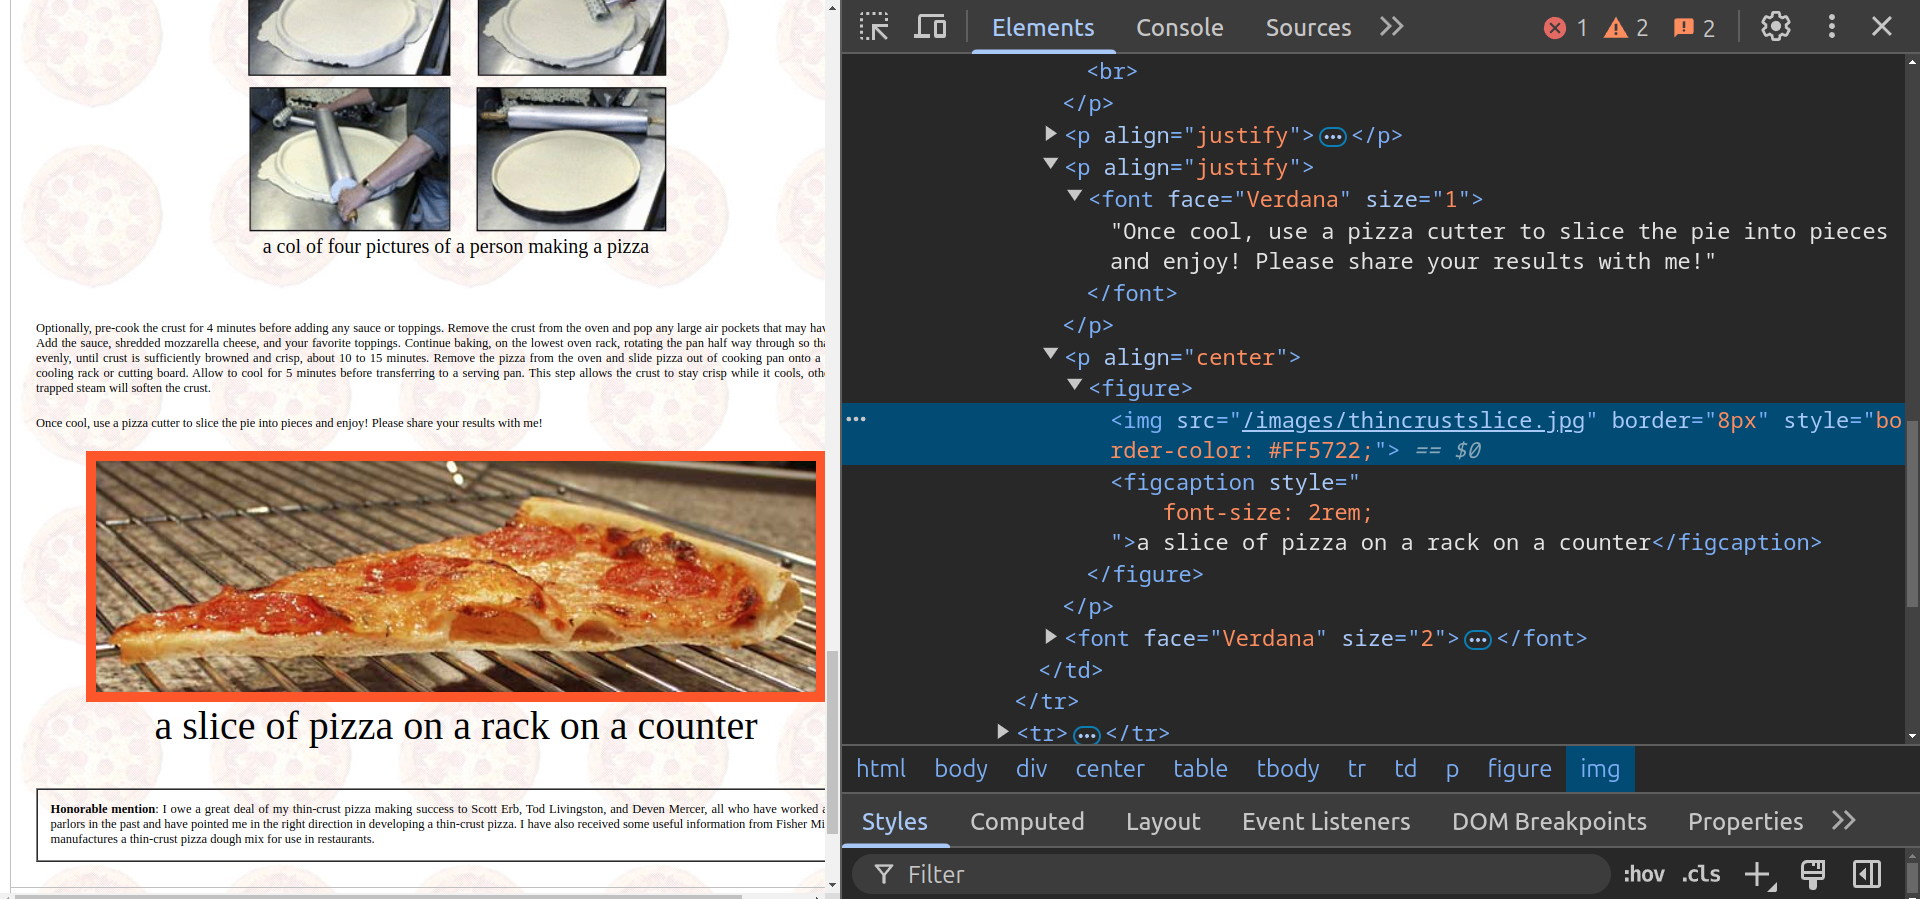 a col of four pictures of a person making a pizza
Optionally, pre-cook the crust for 4 minutes before adding any sauce or toppings. Remove the crust from the oven and pop any large air pockets that may
Add the sauce, shredded mozzarella cheese, and your favorite toppings. Continue baking, on the lowest oven rack, rotating the pan half way through so
evenly, until crust is sufficiently browned and crisp, about 10 to 15 minutes. Remove the pizza from the oven and slide pizza out of cooking pan onto a
cooling rack or cutting board. Allow to cool for 5 minutes before transferring to a serving pan. This step allows the crust to stay crisp while it cools,
trapped steam will soften the crust.
Once cool, use a pizza cutter to slice the pie into pieces and enjoy! Please share your results with me!
a slice of pizza on a rack on a counter
Honorable mention: I owe a great deal of my thin-crust pizza making success to Scott Erb, Tod Livingston, and Deven Mercer, all who have worked
parlors in the past and have pointed me in the right direction in developing a thin-crust pizza. I have also received some useful information from Fisher
manufactures a thin-crust pizza dough mix for use in restaurants.
Elements Console Sources 1 2 2
<br>
</p>
<p align="justify">…</p>
<p align="justify">
<font face="Verdana" size="1">
"Once cool, use a pizza cutter to slice the pie into pieces
and enjoy! Please share your results with me!"
</font>
</p>
<p align="center">
<figure>
<img src="/images/thincrustslice.jpg" border="8px" style="bo
rder-color: #FF5722;"> == $0
<figcaption style="
font-size: 2rem;
">a slice of pizza on a rack on a counter</figcaption>
</figure>
</p>
<font face="Verdana" size="2">…</font>
</td>
</tr>
<tr>…</tr>
html body div center table tbody tr td p figure img
Styles Computed Layout Event Listeners DOM Breakpoints Properties
Filter :hov .cls